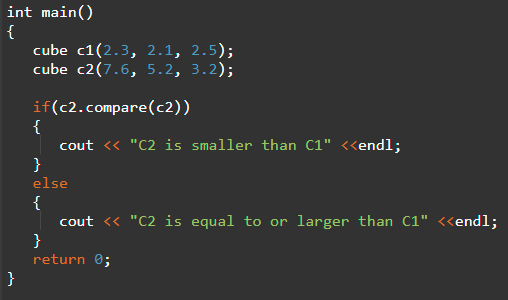 int main()
{
cube c1(2.3, 2.1, 2.5);
cube c2(7.6, 5.2, 3.2);
if(c2.compare(c2))
{
cout << "C2 is smaller than C1" <<endl;
}
else
{
cout << "C2 is equal to or larger than C1" <<endl;
}
return 0;
}